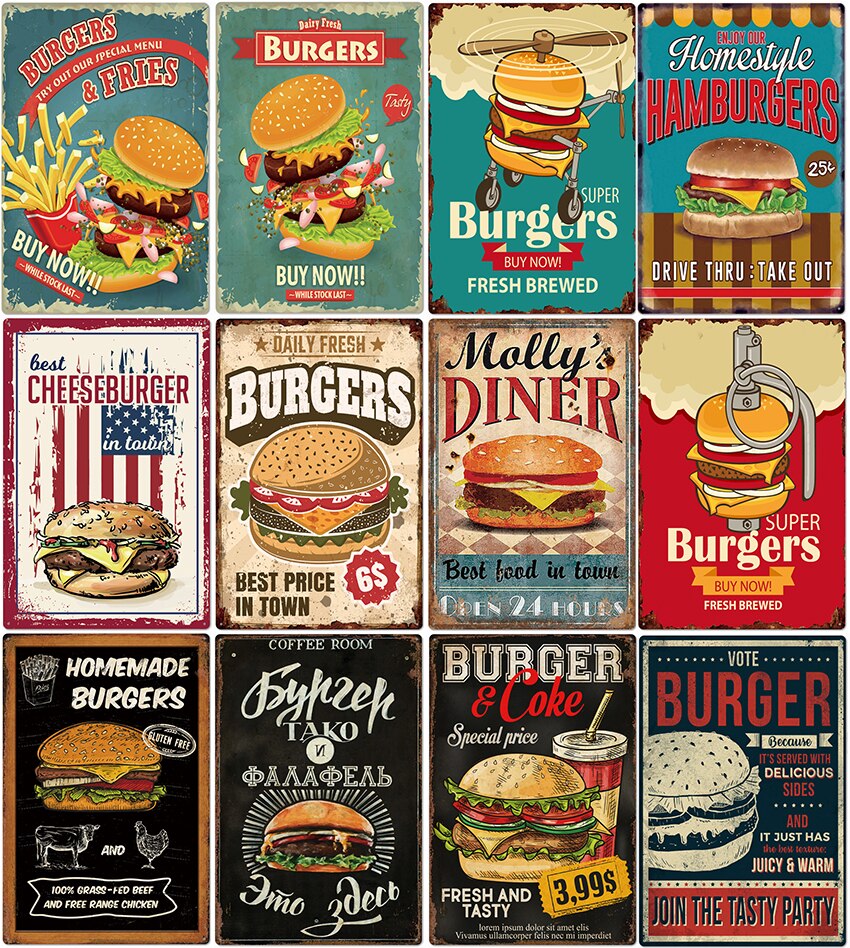 BURGERS
TRY OUT OUR SPECIAL MENU
& FRIES
BUY NOW!!
~WHILE STOCK LAST~
Dairy Fresh
BURGERS
Tasty
BUY NOW!!
~WHILE STOCK LAST~
SUPER
Burgers
BUY NOW!
FRESH BREWED
ENJOY OUR
Homestyle
HAMBURGERS
25¢
DRIVE THRU : TAKE OUT
best
CHEESEBURGER
in town
★ DAILY FRESH ★
BURGERS
BEST PRICE
IN TOWN
6$
Molly's
DINER
Best food in town
OPEN 24 HOURS
SUPER
Burgers
BUY NOW!
FRESH BREWED
HOMEMADE
BURGERS
GLUTEN FREE
AND
100% GRASS-FED BEEF
AND FREE RANGE CHICKEN
COFFEE ROOM
Бургер
ТАКО
И
ФАЛАФЕЛЬ
Это здесь
BURGER
& Coke
Special price
3,99$
FRESH AND
TASTY
lorem ipsum dolor sit amet elis
Vivamus ullamcorper felis mi imperdiet
VOTE
BURGER
Because
IT'S SERVED WITH
DELICIOUS
SIDES
AND
IT JUST HAS
the best texture:
JUICY & WARM
JOIN THE TASTY PARTY